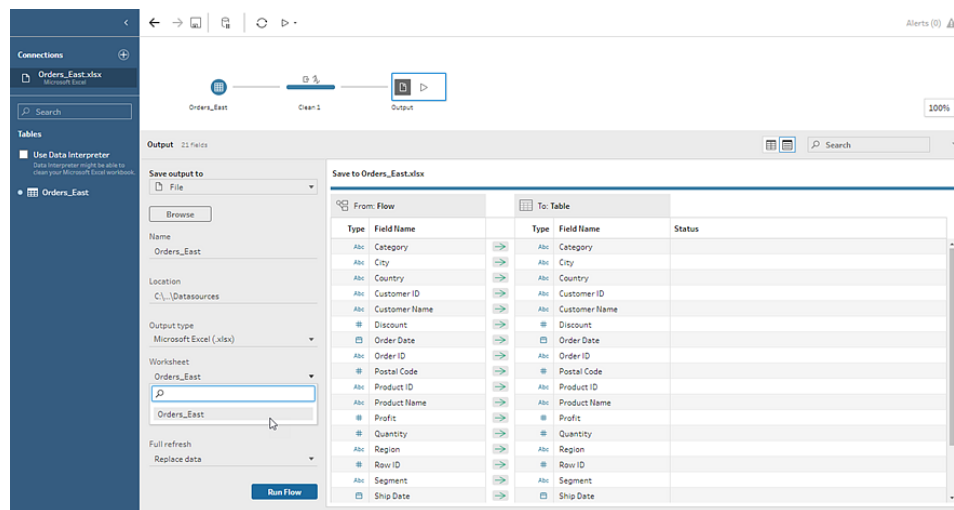 Alerts (0)
Connections
Orders_East.xlsx
Microsoft Excel
Search
Tables
Use Data Interpreter
Data Interpreter might be able to
clean your Microsoft Excel workbook.
Orders_East
Orders_East
Clean 1
Output
100%
Output 21 fields
Search
Save output to
File
Browse
Name
Orders_East
Location
C:\...\Datasources
Output type
Microsoft Excel (.xlsx)
Worksheet
Orders_East
Orders_East
Full refresh
Replace data
Run Flow
Save to Orders_East.xlsx
From: Flow To: Table
Type Field Name Type Field Name Status
Abc Category Abc Category
Abc City Abc City
Abc Country Abc Country
Abc Customer ID Abc Customer ID
Abc Customer Name Abc Customer Name
# Discount # Discount
Order Date Order Date
Abc Order ID Abc Order ID
# Postal Code # Postal Code
Abc Product ID Abc Product ID
Abc Product Name Abc Product Name
# Profit # Profit
# Quantity # Quantity
Abc Region Abc Region
# Row ID # Row ID
Abc Segment Abc Segment
Ship Date Ship Date